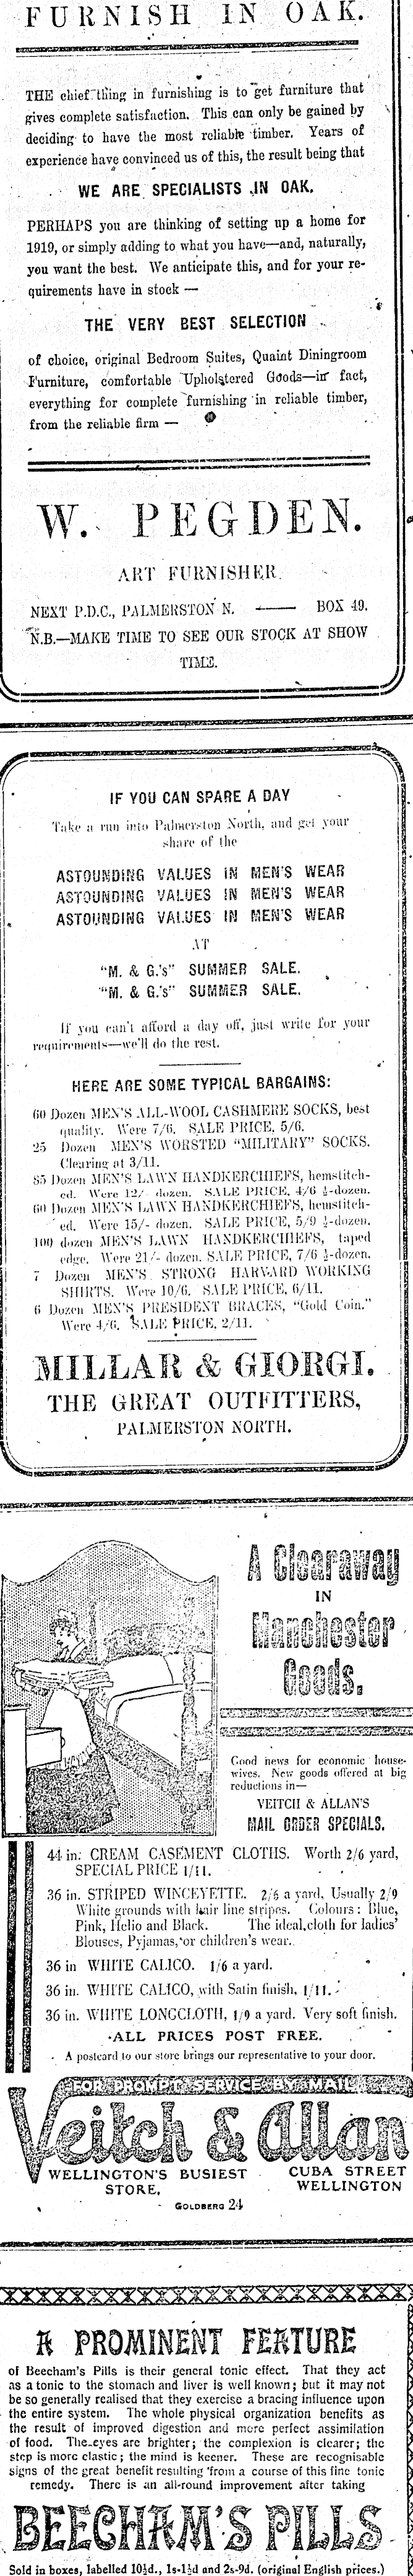 FURNISH IN OAK.
THE chief thing in furnishing is to get furniture that
gives complete satisfaction. This can only be gained by
deciding to have the most reliable timber. Years of
experience have convinced us of this, the result being that
WE ARE SPECIALISTS IN OAK.
PERHAPS you are thinking of setting up a home for
1919, or simply adding to what you have—and, naturally,
you want the best. We anticipate this, and for your re-
quirements have in stock —
THE VERY BEST SELECTION
of choice, original Bedroom Suites, Quaint Diningroom
Furniture, comfortable Upholstered Goods—in fact,
everything for complete furnishing in reliable timber,
from the reliable firm —
W. PEGDEN.
ART FURNISHER.
NEXT P.D.C., PALMERSTON N. —— BOX 49.
N.B.—MAKE TIME TO SEE OUR STOCK AT SHOW
TIME.
IF YOU CAN SPARE A DAY
Take a run into Palmerston North, and get your
share of the
ASTOUNDING VALUES IN MEN'S WEAR
ASTOUNDING VALUES IN MEN'S WEAR
ASTOUNDING VALUES IN MEN'S WEAR
AT
"M. & G.'s" SUMMER SALE.
"M. & G.'s" SUMMER SALE.
If you can't afford a day off, just write for your
requirements—we'll do the rest.
HERE ARE SOME TYPICAL BARGAINS:
60 Dozen MEN'S ALL-WOOL CASHMERE SOCKS, best
quality. Were 7/6. SALE PRICE, 5/6.
25 Dozen MEN'S WORSTED "MILITARY" SOCKS.
Clearing at 3/11.
85 Dozen MEN'S LAWN HANDKERCHIEFS, hemstitch-
ed. Were 12/- dozen. SALE PRICE, 4/6 ½-dozen.
60 Dozen MEN'S LAWN HANDKERCHIEFS, hemstitch-
ed. Were 15/- dozen. SALE PRICE, 5/9 ½-dozen.
100 dozen MEN'S LAWN HANDKERCHIEFS, taped
edge. Were 21/- dozen. SALE PRICE, 7/6 ½-dozen.
7 Dozen MEN'S STRONG HARVARD WORKING
SHIRTS. Were 10/6. SALE PRICE, 6/11.
6 Dozen MEN'S PRESIDENT BRACES, "Gold Coin."
Were 4/6. SALE PRICE, 2/11.
MILLAR & GIORGI.
THE GREAT OUTFITTERS,
PALMERSTON NORTH.
A Clearaway
IN
Manchester
Goods.
Good news for economic house-
wives. New goods offered at big
reductions in—
VEITCH & ALLAN'S
MAIL ORDER SPECIALS.
44 in. CREAM CASEMENT CLOTHS. Worth 2/6 yard,
SPECIAL PRICE 1/11.
36 in. STRIPED WINCEYETTE. 2/6 a yard. Usually 2/9
White grounds with hair line stripes. Colours: Blue,
Pink, Helio and Black. The ideal cloth for ladies'
Blouses, Pyjamas, or children's wear.
36 in WHITE CALICO. 1/6 a yard.
36 in. WHITE CALICO, with Satin finish, 1/11.
36 in. WHITE LONGCLOTH, 1/9 a yard. Very soft finish.
ALL PRICES POST FREE.
A postcard to our store brings our representative to your door.
FOR PROMPT SERVICE BY MAIL
Veitch & Allan
WELLINGTON'S BUSIEST
STORE,
CUBA STREET
WELLINGTON
GOLDBERG 24
A PROMINENT FEATURE
of Beecham's Pills is their general tonic effect. That they act
as a tonic to the stomach and liver is well known; but it may not
be so generally realised that they exercise a bracing influence upon
the entire system. The whole physical organization benefits as
the result of improved digestion and more perfect assimilation
of food. The eyes are brighter; the complexion is clearer; the
step is more elastic; the mind is keener. These are recognisable
signs of the great benefit resulting from a course of this fine tonic
remedy. There is an all-round improvement after taking
BEECHAM'S PILLS
Sold in boxes, labelled 10½d., 1s-1½d and 2s-9d. (original English prices.)